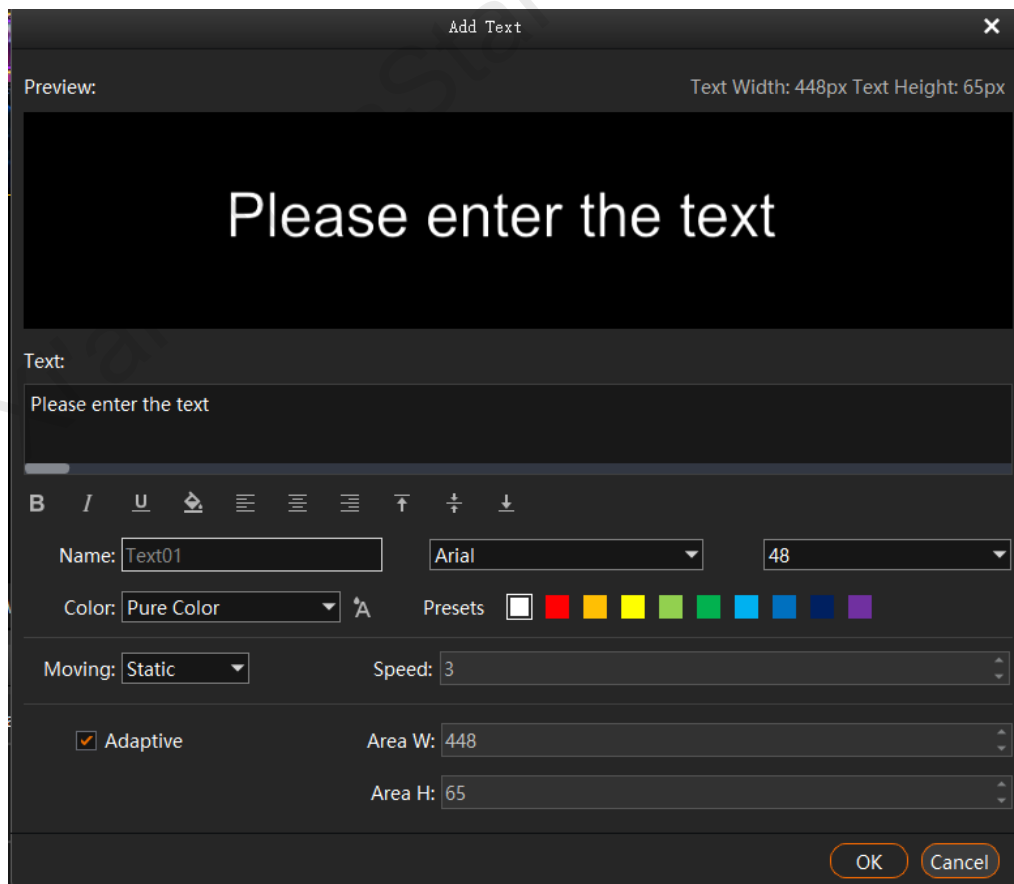 Add Text
Preview:
Text Width: 448px Text Height: 65px
Please enter the text
Text:
Please enter the text
B I U
Name: Text01 Arial 48
Color: Pure Color A Presets
Moving: Static Speed: 3
Adaptive Area W: 448
Area H: 65
OK Cancel